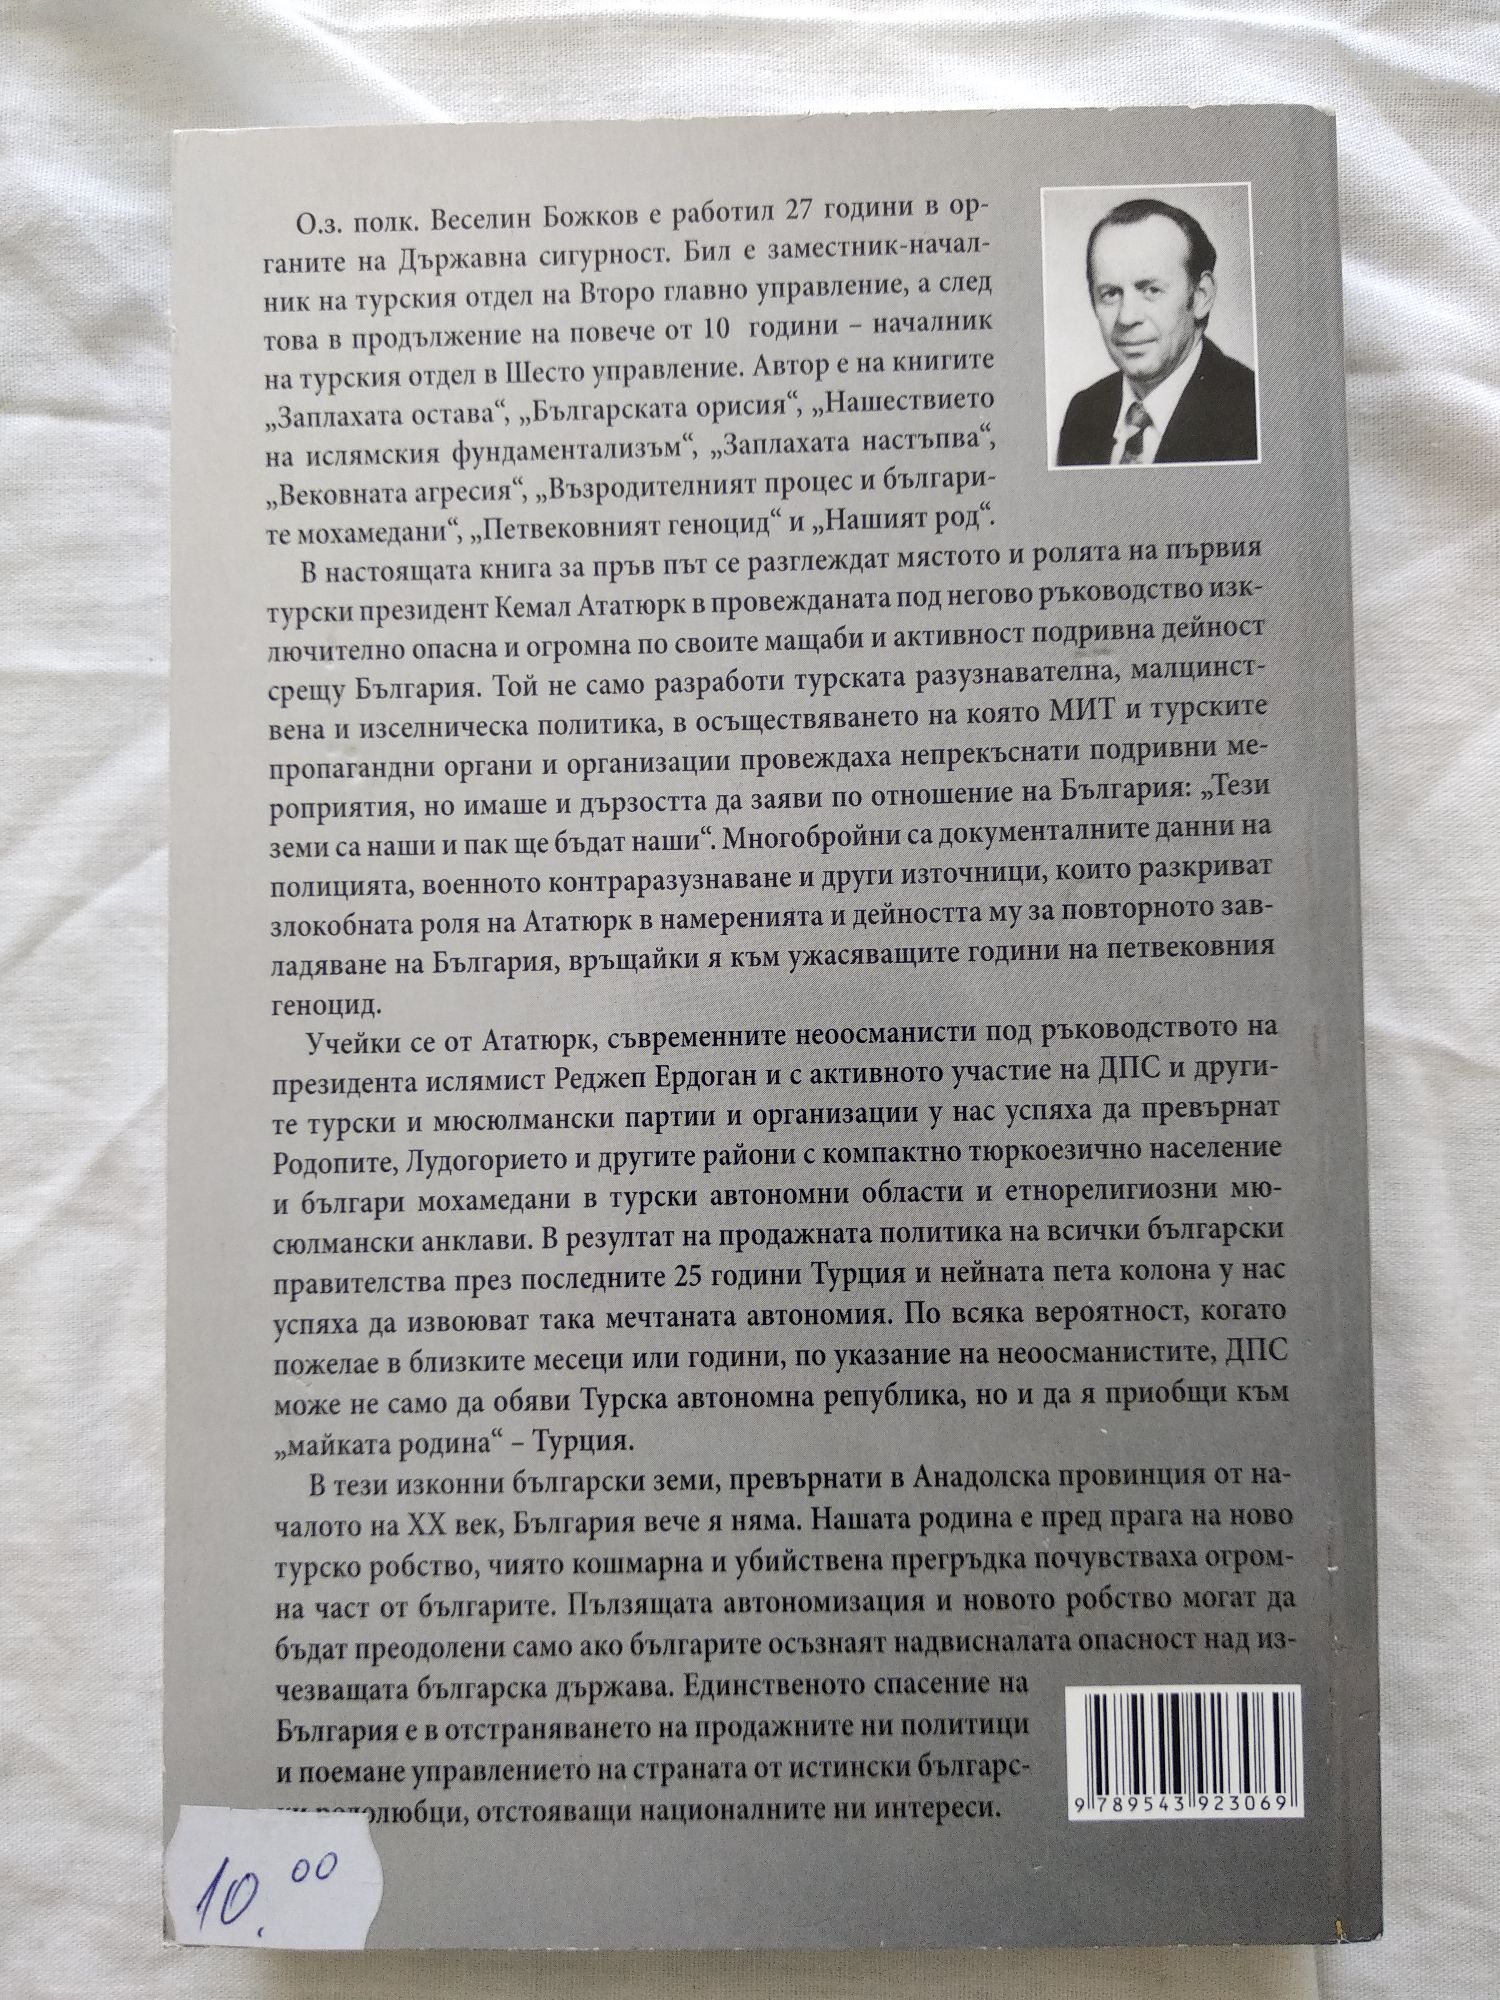 О.з. полк. Веселин Божков е работил 27 години в ор-
ганите на Държавна сигурност. Бил е заместник-начал-
ник на турския отдел на Второ главно управление, а след
това в продължение на повече от 10 години – началник
на турския отдел в Шесто управление. Автор е на книгите
„Заплахата остава“, „Българската орисия“, „Нашествието
на ислямския фундаментализъм“, „Заплахата настъпва“,
„Вековната агресия“, „Възродителният процес и българи-
те мохамедани“, „Петвековният геноцид“ и „Нашият род“.
В настоящата книга за пръв път се разглеждат мястото и ролята на първия
турски президент Кемал Ататюрк в провежданата под негово ръководство изк-
лючително опасна и огромна по своите мащаби и активност подривна дейност
срещу България. Той не само разработи турската разузнавателна, малцинст-
вена и изселническа политика, в осъществяването на която МИТ и турските
пропагандни органи и организации провеждаха непрекъснати подривни ме-
роприятия, но имаше и дързостта да заяви по отношение на България: „Тези
земи са наши и пак ще бъдат наши“. Многобройни са документалните данни на
полицията, военното контраразузнаване и други източници, които разкриват
злокобната роля на Ататюрк в намеренията и дейността му за повторното зав-
ладяване на България, връщайки я към ужасяващите години на петвековния
геноцид.
Учейки се от Ататюрк, съвременните неоосманисти под ръководството на
президента ислямист Реджеп Ердоган и с активното участие на ДПС и други-
те турски и мюсюлмански партии и организации у нас успяха да превърнат
Родопите, Лудогорието и другите райони с компактно тюркоезично население
и българи мохамедани в турски автономни области и етнорелигиозни мю-
сюлмански анклави. В резултат на продажната политика на всички български
правителства през последните 25 години Турция и нейната пета колона у нас
успяха да извоюват така мечтаната автономия. По всяка вероятност, когато
пожелае в близките месеци или години, по указание на неоосманистите, ДПС
може не само да обяви Турска автономна република, но и да я приобщи към
„майката родина“ – Турция.
В тези изконни български земи, превърнати в Анадолска провинция от на-
чалото на ХХ век, България вече я няма. Нашата родина е пред прага на ново
турско робство, чиято кошмарна и убийствена прегръдка почувстваха огром-
на част от българите. Пълзящата автономизация и новото робство могат да
бъдат преодолени само ако българите осъзнаят надвисналата опасност над из-
чезващата българска държава. Единственото спасение на
България е в отстраняването на продажните ни политици
и поемане управлението на страната от истински българс-
ки родолюбци, отстояващи националните ни интереси.
9 789543 923069
10.00